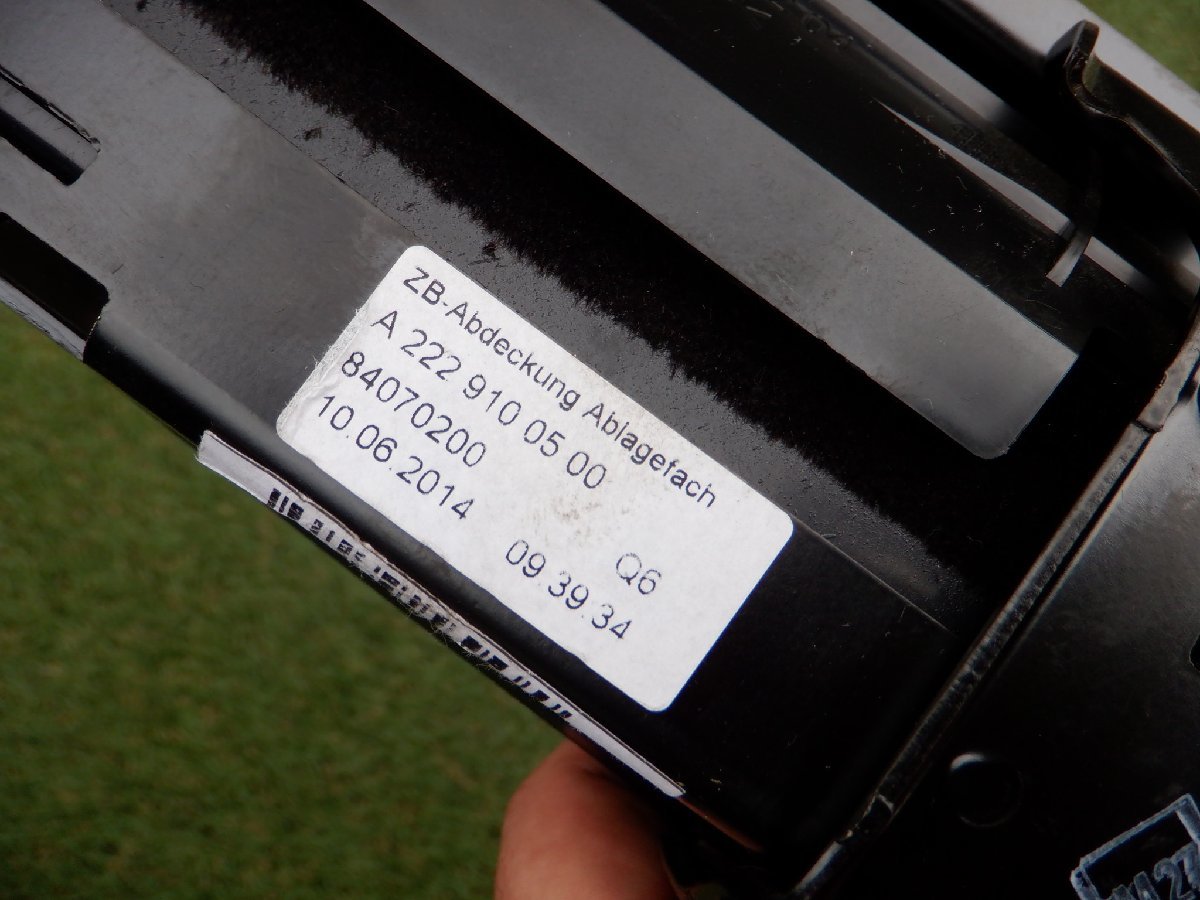 ZB-Abdeckung Ablagefach
A 222 910 05 00
84070200
Q6
10.06.2014
09.39.34